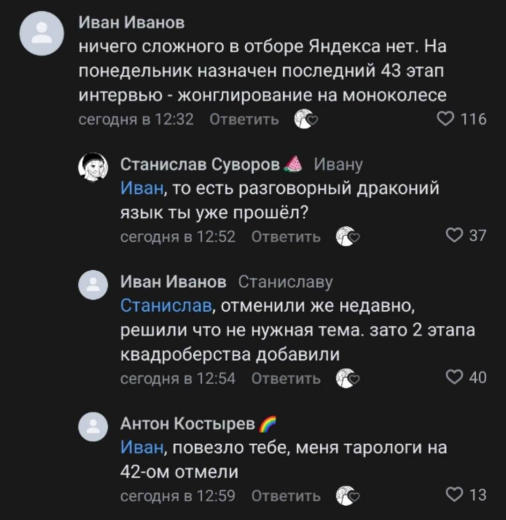 Иван Иванов
ничего сложного в отборе Яндекса нет. На
понедельник назначен последний 43 этап
интервью - жонглирование на моноколесе
сегодня в 12:32 Ответить 116
Станислав Суворов Ивану
Иван, то есть разговорный драконий
язык ты уже прошёл?
сегодня в 12:52 Ответить 37
Иван Иванов Станиславу
Станислав, отменили же недавно,
решили что не нужная тема. зато 2 этапа
квадроберства добавили
сегодня в 12:54 Ответить 40
Антон Костырев
Иван, повезло тебе, меня тарологи на
42-ом отмели
сегодня в 12:59 Ответить 13